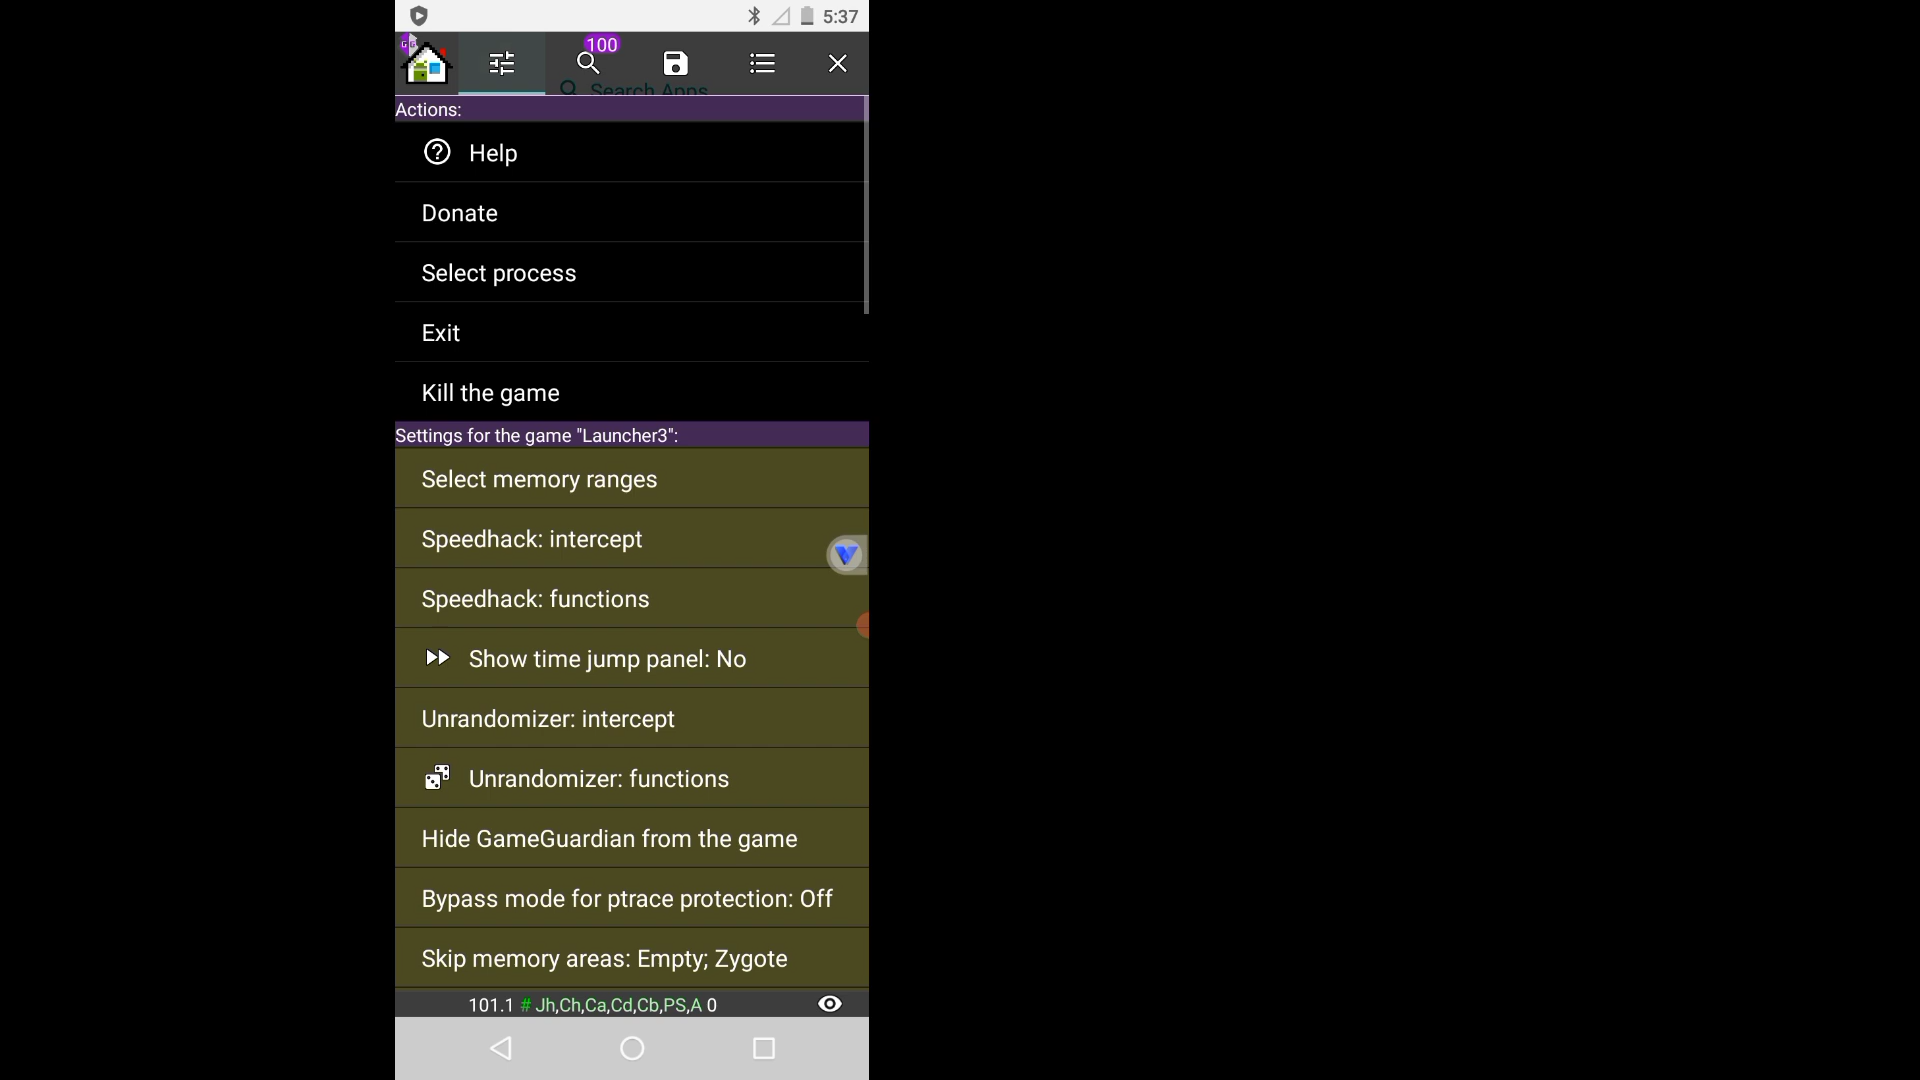 5:37
100
Search Apps
Actions:
Help
Donate
Select process
Exit
Kill the game
Settings for the game "Launcher3":
Select memory ranges
Speedhack: intercept
Speedhack: functions
Show time jump panel: No
Unrandomizer: intercept
Unrandomizer: functions
Hide GameGuardian from the game
Bypass mode for ptrace protection: Off
Skip memory areas: Empty; Zygote
101.1 # Jh,Ch,Ca,Cd,Cb,PS,A 0